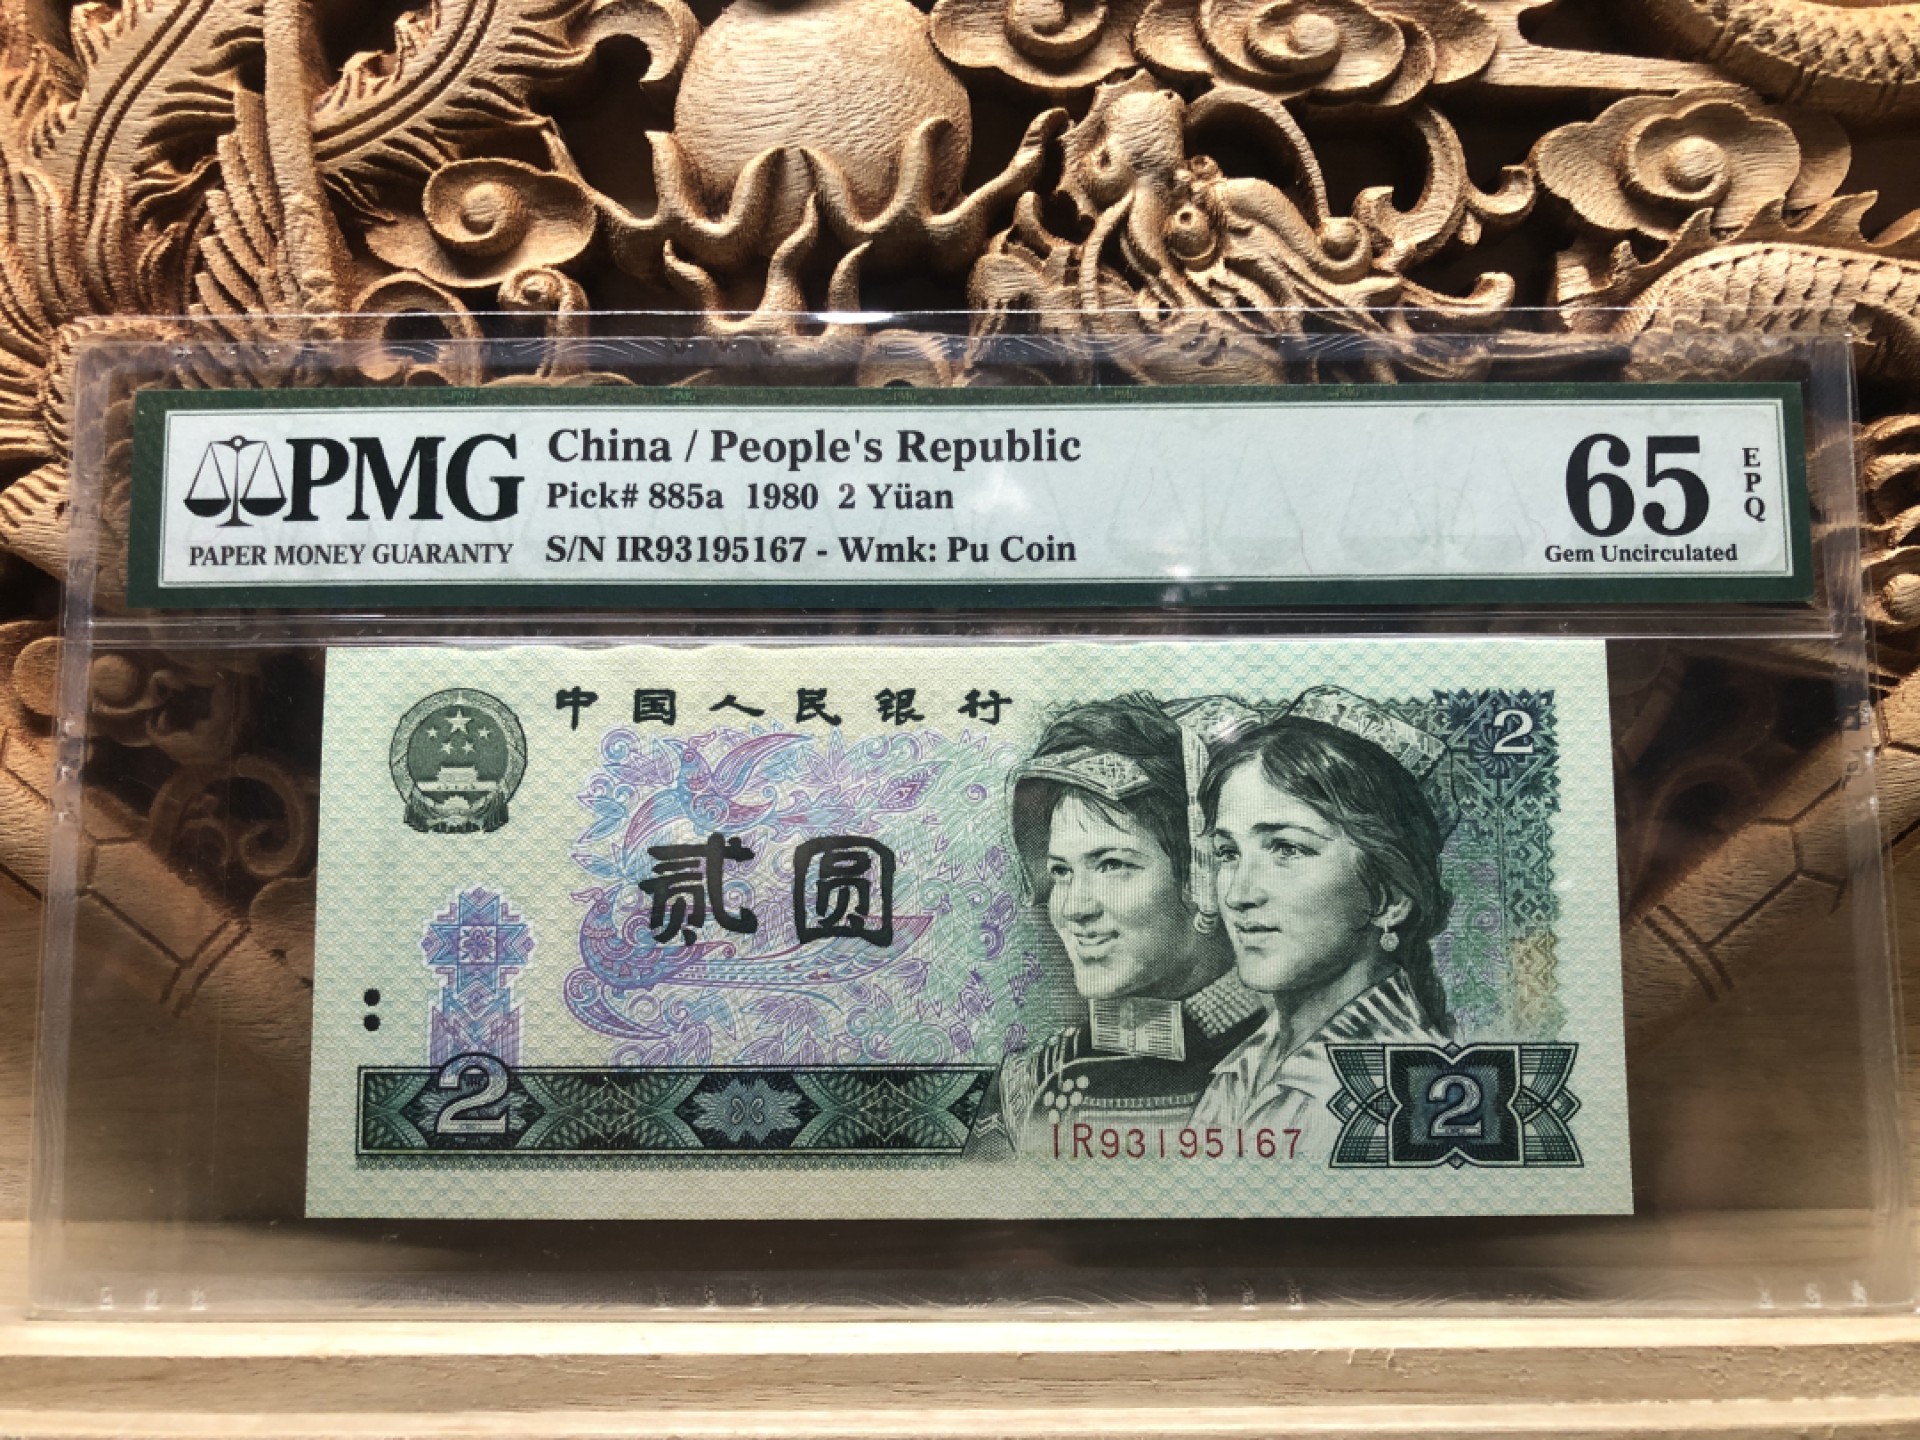 PMG
PAPER MONEY GUARANTY
China / People's Republic
Pick# 885a 1980 2 Yüan
S/N IR93195167 - Wmk: Pu Coin
65
EPQ
Gem Uncirculated
中国人民银行
2
贰圆
2
IR93195167
2